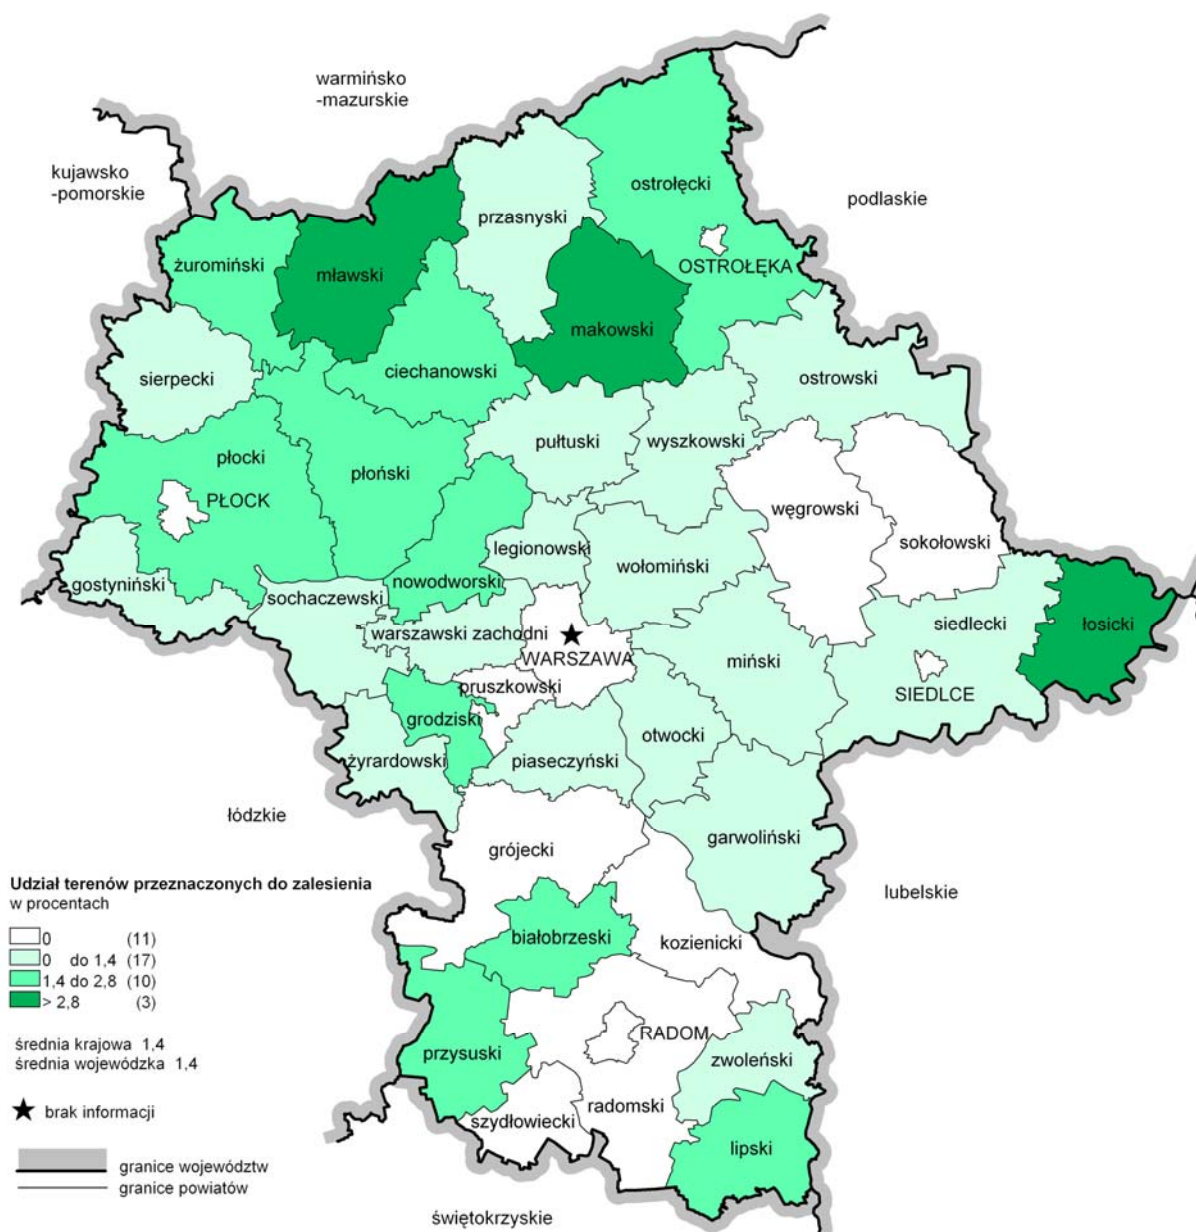 warmińsko
-mazurskie
kujawsko
-pomorskie
podlaskie
ostrołęcki
przasnyski
OSTROŁĘKA
żuromiński
mławski
makowski
sierpecki
ciechanowski
ostrowski
płocki
płoński
pułtuski
wyszkowski
PŁOCK
węgrowski
sokołowski
legionowski
wołomiński
gostyniński
nowodworski
sochaczewski
siedlecki
łosicki
warszawski zachodni
WARSZAWA
miński
SIEDLCE
pruszkowski
grodziski
otwocki
żyrardowski
piaseczyński
łódzkie
garwoliński
grójecki
lubelskie
Udział terenów przeznaczonych do zalesienia
w procentach
0 (11)
0 do 1,4 (17)
1,4 do 2,8 (10)
> 2,8 (3)
białobrzeski
kozienicki
RADOM
średnia krajowa 1,4
średnia wojewódzka 1,4
przysuski
zwoleński
brak informacji
szydłowiecki
radomski
lipski
granice województw
granice powiatów
świętokrzyskie